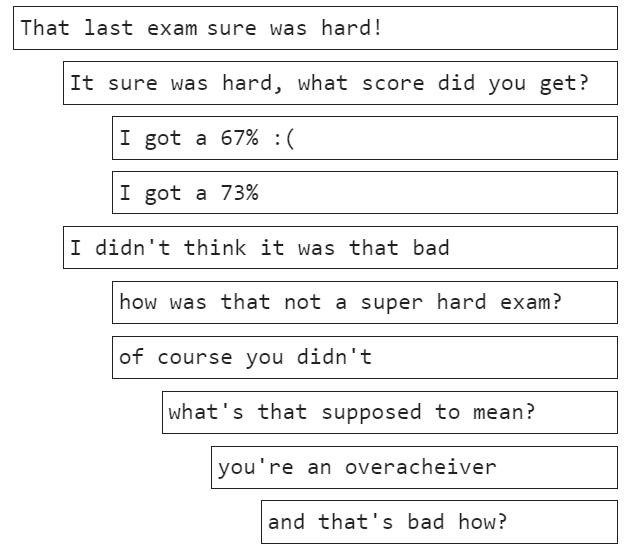 That last exam sure was hard!
It sure was hard, what score did you get?
I got a 67% :(
I got a 73%
I didn't think it was that bad
how was that not a super hard exam?
of course you didn't
what's that supposed to mean?
you're an overacheiver
and that's bad how?